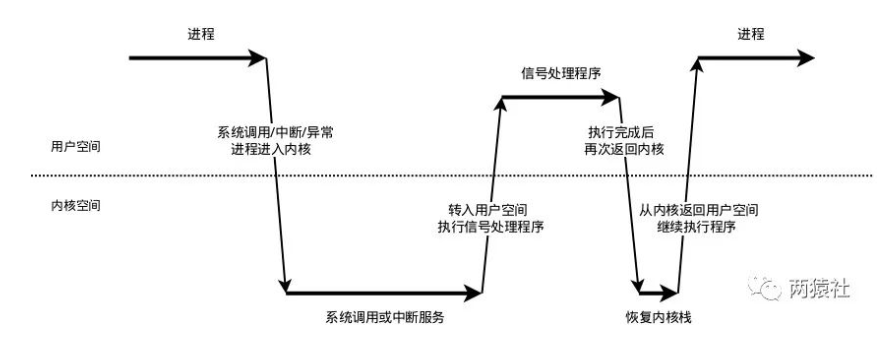 进程
进程
信号处理程序
系统调用/中断/异常
进程进入内核
执行完成后
再次返回内核
用户空间
内核空间
转入用户空间
执行信号处理程序
从内核返回用户空间
继续执行程序
两猿社
系统调用或中断服务
恢复内核栈